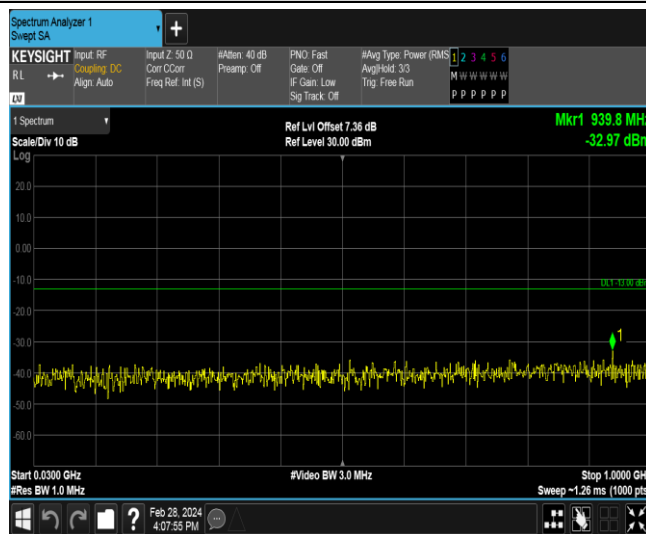 Spectrum Analyzer 1
Swept SA
+
KEYSIGHT Input: RF Input Z: 50 Ω #Atten: 40 dB PNO: Fast #Avg Type: Power (RMS 1 2 3 4 5 6
RL Coupling: DC Corr CCorr Preamp: Off Gate: Off Avg|Hold: 3/3 M W W W W W
Align: Auto Freq Ref: Int (S) IF Gain: Low Trig: Free Run
Sig Track: Off P P P P P P
LXI
1 Spectrum Ref Lvl Offset 7.36 dB Mkr1 939.8 MHz
Scale/Div 10 dB Ref Level 30.00 dBm -32.97 dBm
Log
20.0
10.0
0.00
-10.0
DL1 -13.00 dBm
-20.0
-30.0
1
-40.0
-50.0
-60.0
Start 0.0300 GHz #Video BW 3.0 MHz Stop 1.0000 GH
#Res BW 1.0 MHz Sweep ~1.26 ms (1000 pts
? Feb 28, 2024
4:07:55 PM